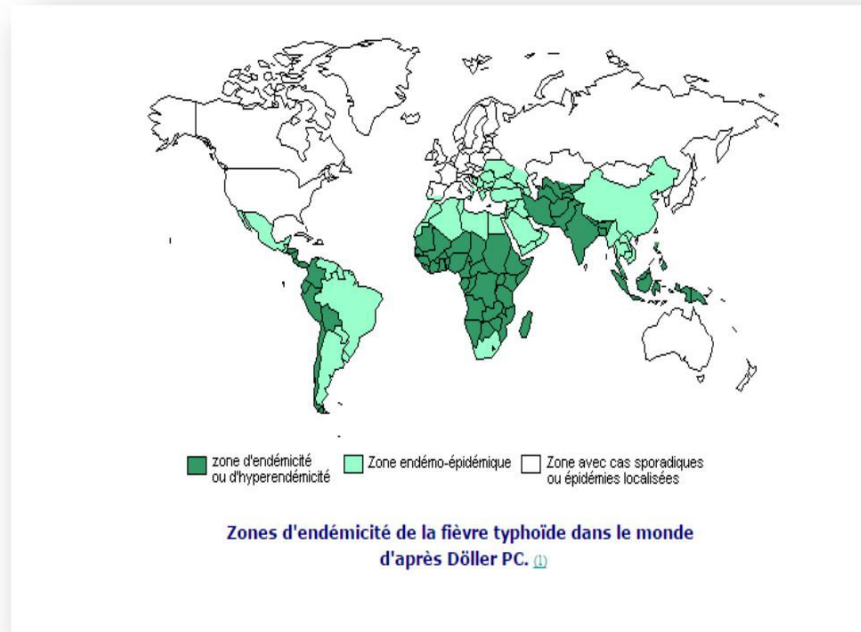 zone d'endémicité
ou d'hyperendémicité
Zone endémo-épidémique
Zone avec cas sporadiques
ou épidémies localisées
Zones d'endémicité de la fièvre typhoïde dans le monde
d'après Döller PC. (1)